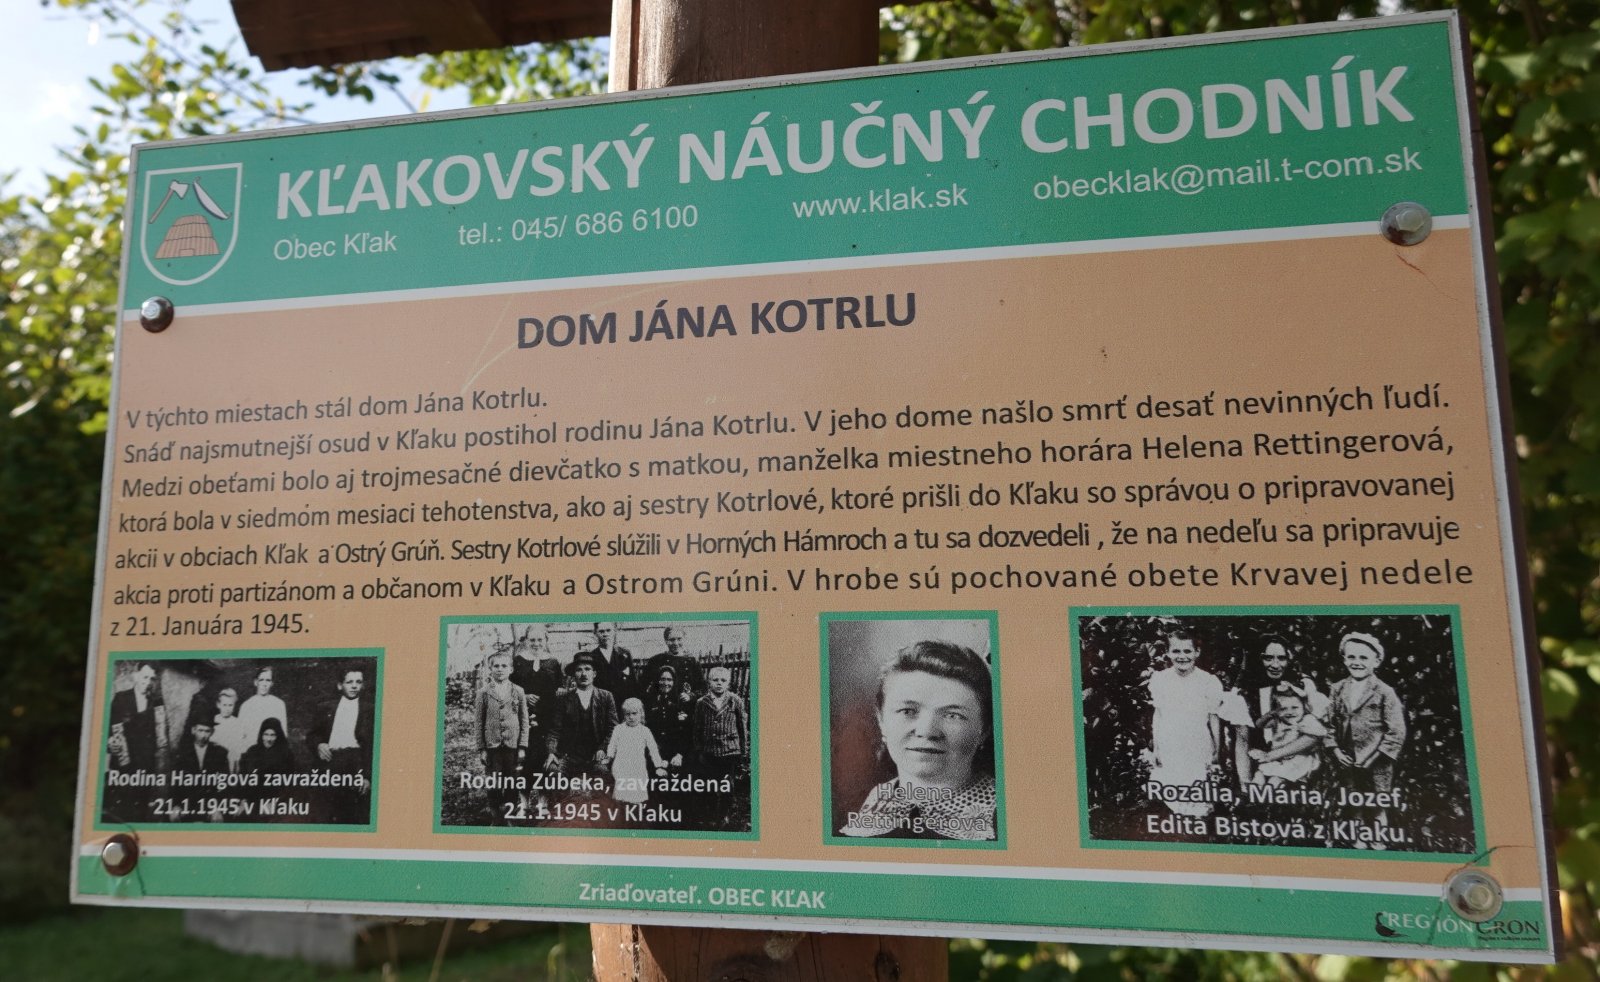 KĽAKOVSKÝ NÁUČNÝ CHODNÍK
Obec Kľak tel.: 045/ 686 6100 www.klak.sk obecklak@mail.t-com.sk
DOM JÁNA KOTRLU
V týchto miestach stál dom Jána Kotrlu.
Snáď najsmutnejší osud v Kľaku postihol rodinu Jána Kotrlu. V jeho dome našlo smrť desať nevinných ľudí.
Medzi obeťami bolo aj trojmesačné dievčatko s matkou, manželka miestneho horára Helena Rettingerová,
ktorá bola v siedmom mesiaci tehotenstva, ako aj sestry Kotrlové, ktoré prišli do Kľaku so správou o pripravovanej
akcii v obciach Kľak a Ostrý Grúň. Sestry Kotrlové slúžili v Horných Hámroch a tu sa dozvedeli , že na nedeľu sa pripravuje
akcia proti partizánom a občanom v Kľaku a Ostrom Grúni. V hrobe sú pochované obete Krvavej nedele
z 21. Januára 1945.
Rodina Haringová zavraždená,
21.1.1945 v Kľaku
Rodina Zúbeka, zavraždená
21.1.1945 v Kľaku
Helena
Rettingerová
Rozália, Mária, Jozef,
Edita Bistová z Kľaku.
Zriaďovateľ. OBEC KĽAK
REGIÓN GRON